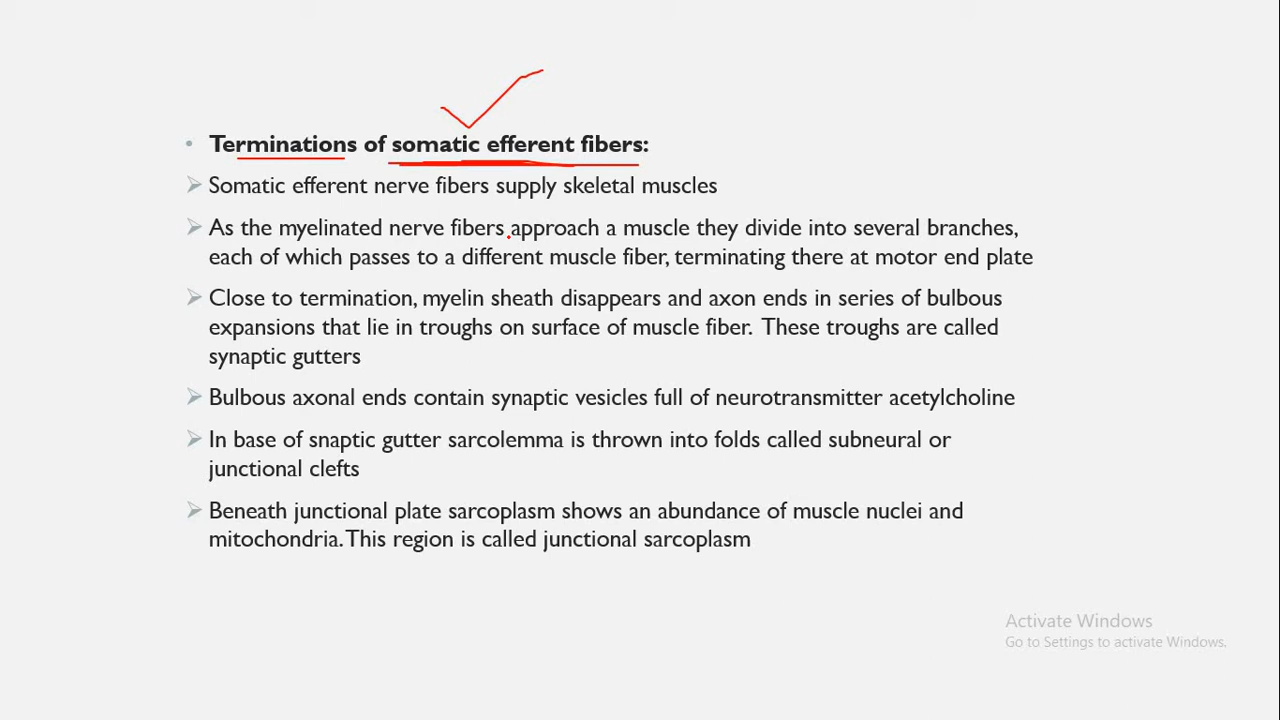 • Terminations of somatic efferent fibers:
➢ Somatic efferent nerve fibers supply skeletal muscles
➢ As the myelinated nerve fibers approach a muscle they divide into several branches,
each of which passes to a different muscle fiber, terminating there at motor end plate
➢ Close to termination, myelin sheath disappears and axon ends in series of bulbous
expansions that lie in troughs on surface of muscle fiber. These troughs are called
synaptic gutters
➢ Bulbous axonal ends contain synaptic vesicles full of neurotransmitter acetylcholine
➢ In base of snaptic gutter sarcolemma is thrown into folds called subneural or
junctional clefts
➢ Beneath junctional plate sarcoplasm shows an abundance of muscle nuclei and
mitochondria. This region is called junctional sarcoplasm
Activate Windows
Go to Settings to activate Windows.